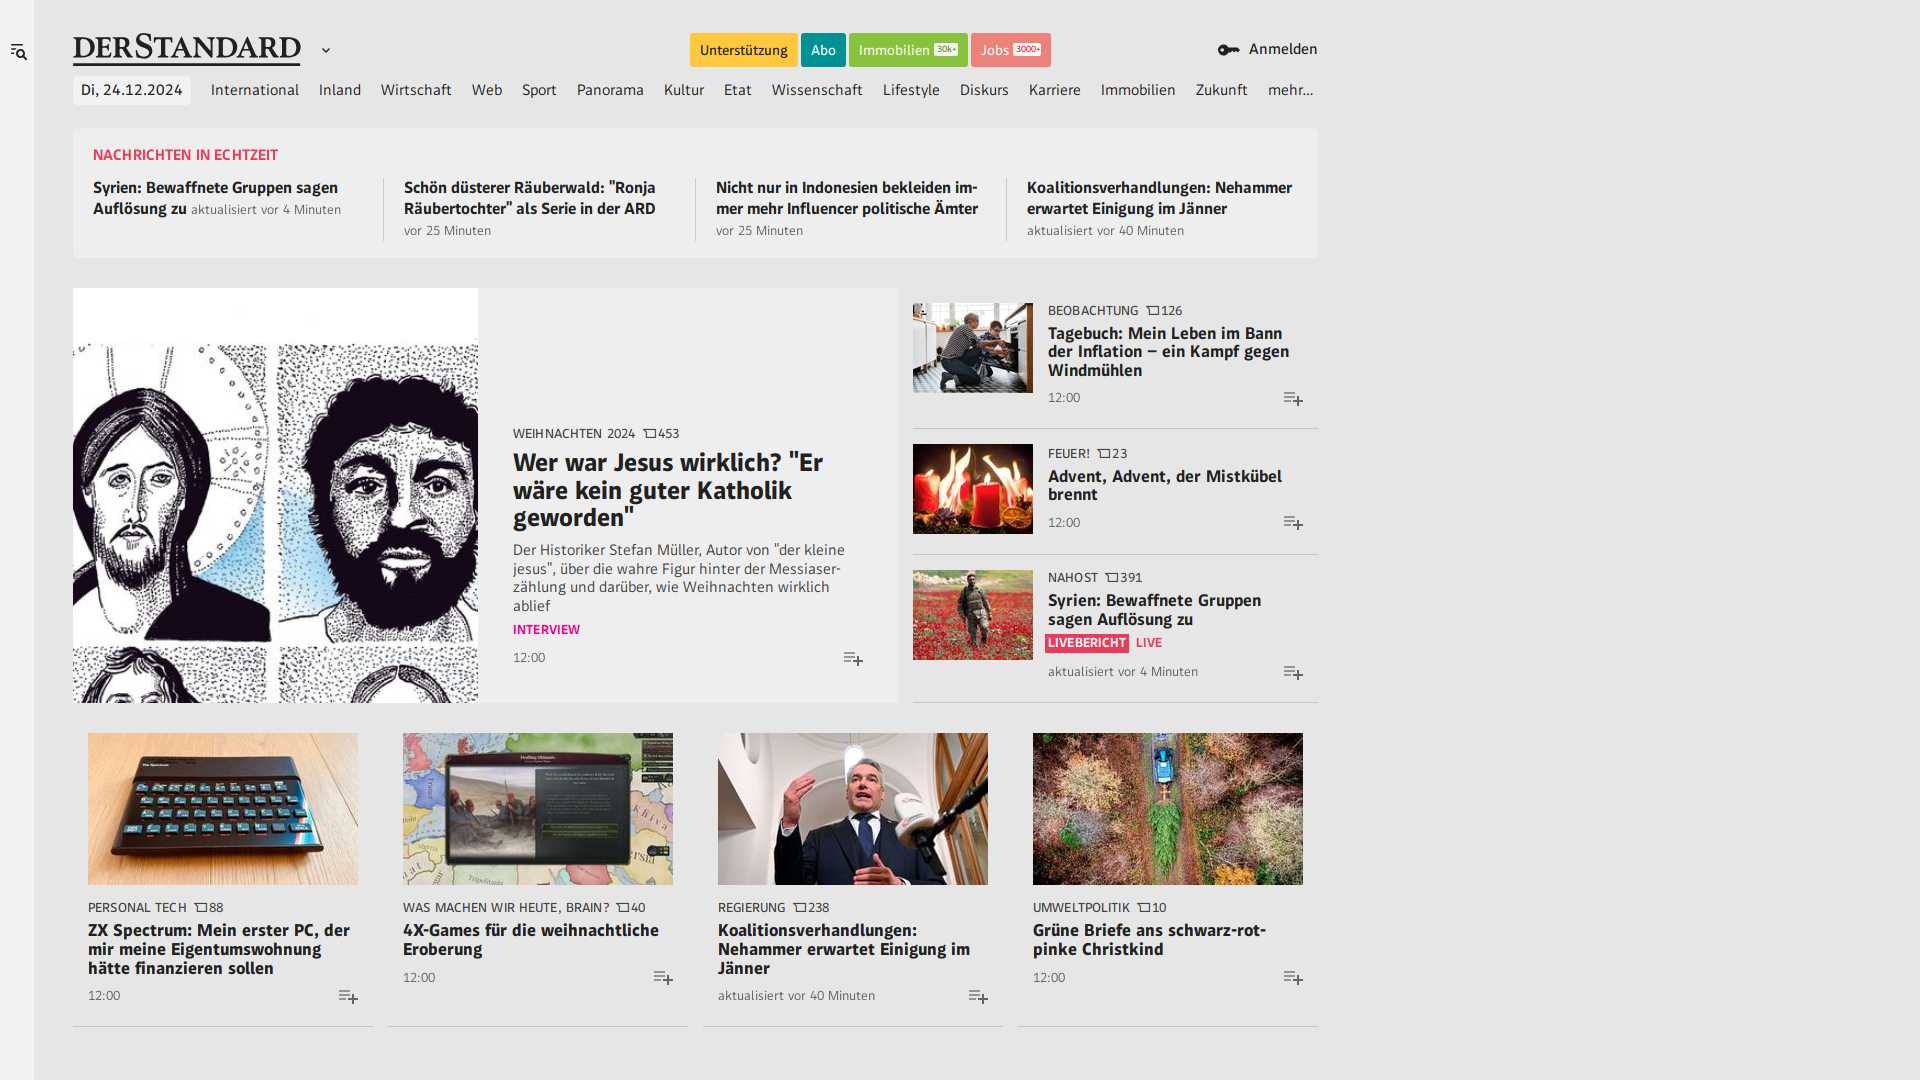 DERSTANDARD
Unterstützung
Abo
Immobilien 30k+
Jobs 3000+
Anmelden
Di, 24.12.2024
International
Inland
Wirtschaft
Web
Sport
Panorama
Kultur
Etat
Wissenschaft
Lifestyle
Diskurs
Karriere
Immobilien
Zukunft
mehr...
NACHRICHTEN IN ECHTZEIT
Syrien: Bewaffnete Gruppen sagen
Auflösung zu aktualisiert vor 4 Minuten
Schön düsterer Räuberwald: "Ronja
Räubertochter" als Serie in der ARD
vor 25 Minuten
Nicht nur in Indonesien bekleiden im-
mer mehr Influencer politische Ämter
vor 25 Minuten
Koalitionsverhandlungen: Nehammer
erwartet Einigung im Jänner
aktualisiert vor 40 Minuten
WEIHNACHTEN 2024 453
Wer war Jesus wirklich? "Er
wäre kein guter Katholik
geworden"
Der Historiker Stefan Müller, Autor von "der kleine
jesus", über die wahre Figur hinter der Messiaser-
zählung und darüber, wie Weihnachten wirklich
ablief
INTERVIEW
12:00
BEOBACHTUNG 126
Tagebuch: Mein Leben im Bann
der Inflation – ein Kampf gegen
Windmühlen
12:00
FEUER! 23
Advent, Advent, der Mistkübel
brennt
12:00
NAHOST 391
Syrien: Bewaffnete Gruppen
sagen Auflösung zu
LIVEBERICHT LIVE
aktualisiert vor 4 Minuten
PERSONAL TECH 88
ZX Spectrum: Mein erster PC, der
mir meine Eigentumswohnung
hätte finanzieren sollen
12:00
WAS MACHEN WIR HEUTE, BRAIN? 40
4X-Games für die weihnachtliche
Eroberung
12:00
REGIERUNG 238
Koalitionsverhandlungen:
Nehammer erwartet Einigung im
Jänner
aktualisiert vor 40 Minuten
UMWELTPOLITIK 10
Grüne Briefe ans schwarz-rot-
pinke Christkind
12:00